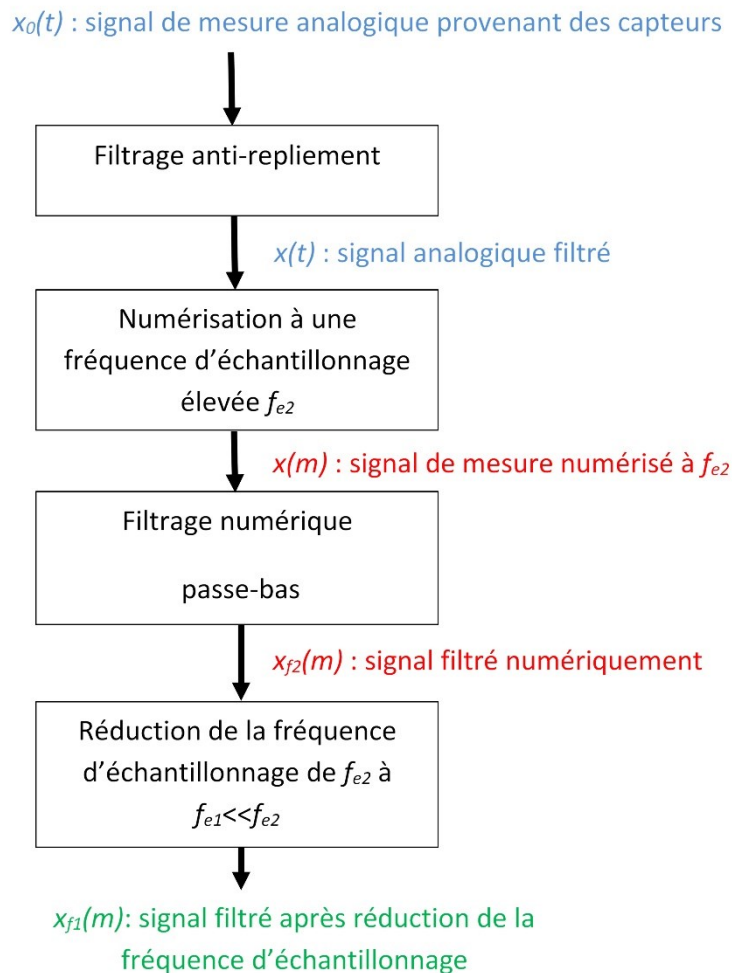 x0(t) : signal de mesure analogique provenant des capteurs
Filtrage anti-repliement
x(t) : signal analogique filtré
Numérisation à une
fréquence d'échantillonnage
élevée fe2
x(m) : signal de mesure numérisé à fe2
Filtrage numérique
passe-bas
xf2(m) : signal filtré numériquement
Réduction de la fréquence
d'échantillonnage de fe2 à
fe1<<fe2
xf1(m): signal filtré après réduction de la
fréquence d'échantillonnage